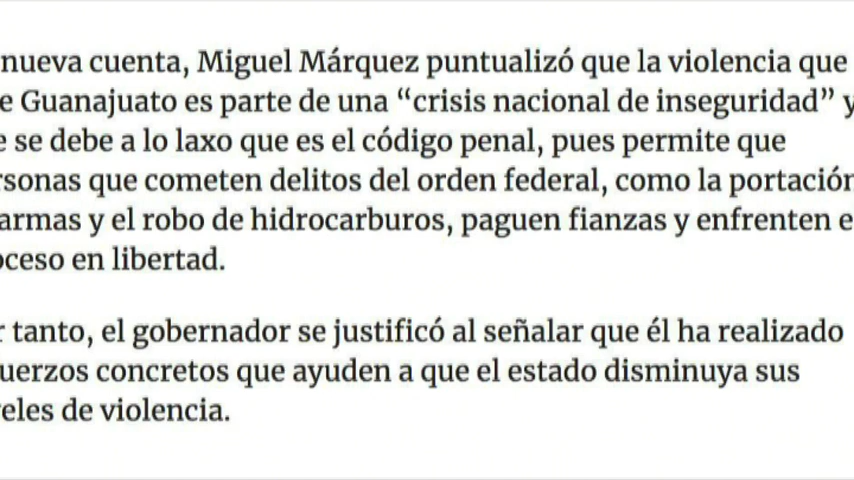 nueva cuenta, Miguel Márquez puntualizó que la violencia que
e Guanajuato es parte de una “crisis nacional de inseguridad” y
e se debe a lo laxo que es el código penal, pues permite que
rsonas que cometen delitos del orden federal, como la portación
armas y el robo de hidrocarburos, paguen fianzas y enfrenten e
oceso en libertad.
r tanto, el gobernador se justificó al señalar que él ha realizado
uerzos concretos que ayuden a que el estado disminuya sus
eles de violencia.